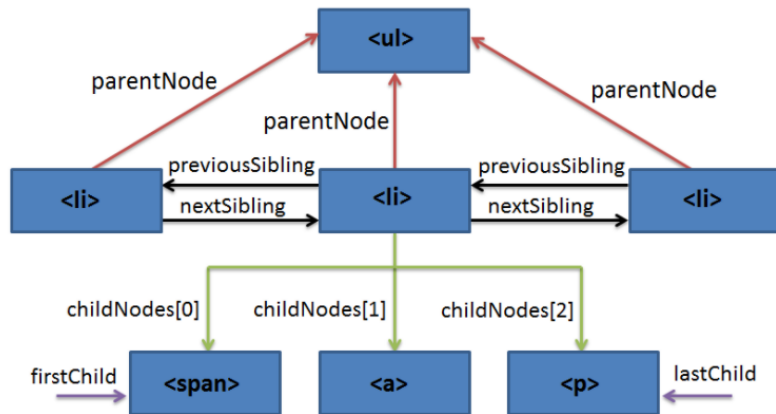 <ul>
parentNode
parentNode
parentNode
previousSibling
previousSibling
<li>
<li>
<li>
nextSibling
nextSibling
childNodes[0]
childNodes[1]
childNodes[2]
firstChild
<span>
<a>
<p>
lastChild